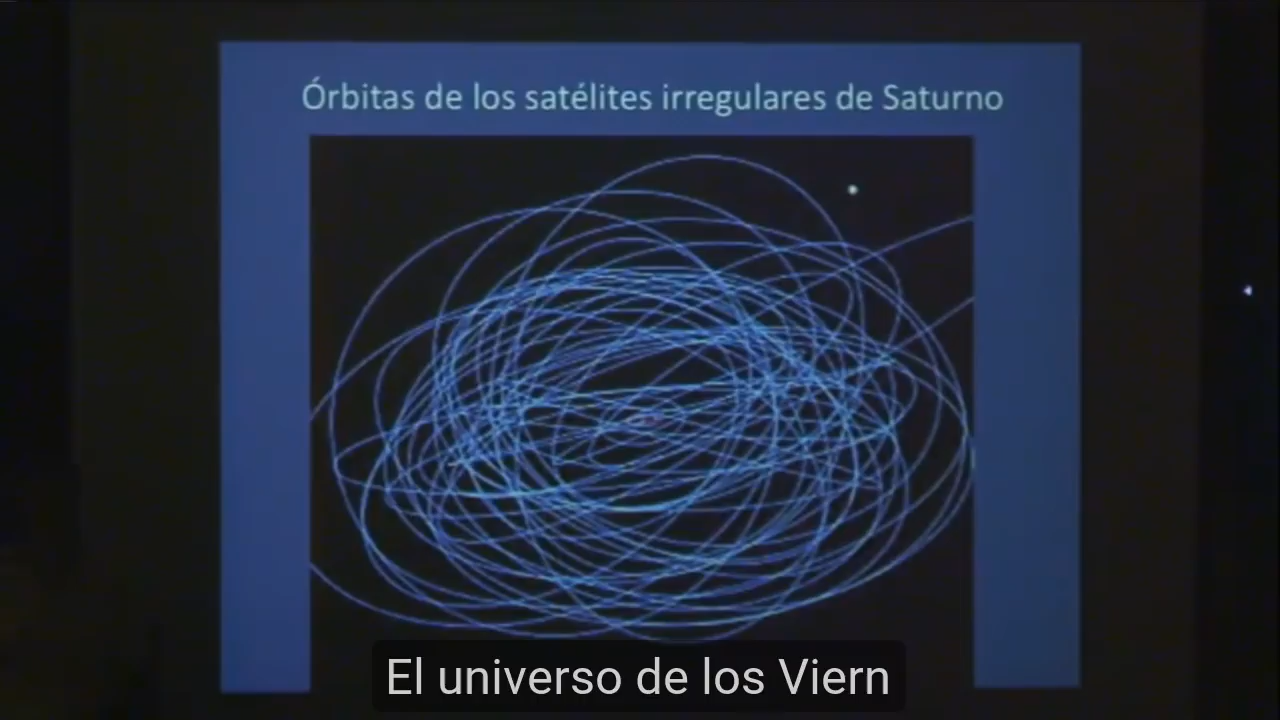 Órbitas de los satélites irregulares de Saturno
El universo de los Viern